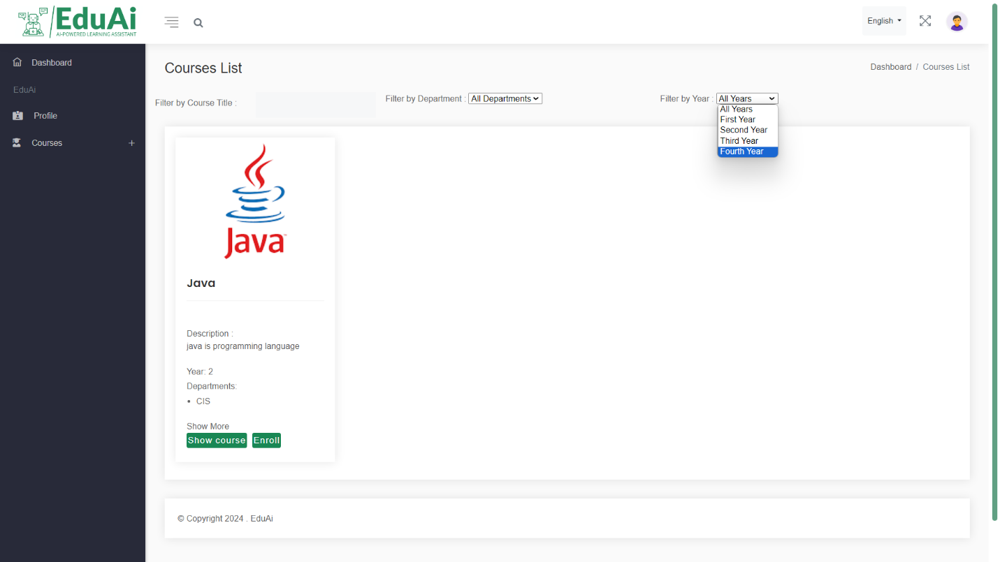 EduAi
AI-POWERED LEARNING ASSISTANT
English
Dashboard
EduAi
Profile
Courses
Courses List
Dashboard / Courses List
Filter by Course Title :
Filter by Department : All Departments
Filter by Year : All Years
All Years
First Year
Second Year
Third Year
Fourth Year
Java™
Java
Description :
java is programming language
Year: 2
Departments:
• CIS
Show More
Show course Enroll
© Copyright 2024 . EduAi